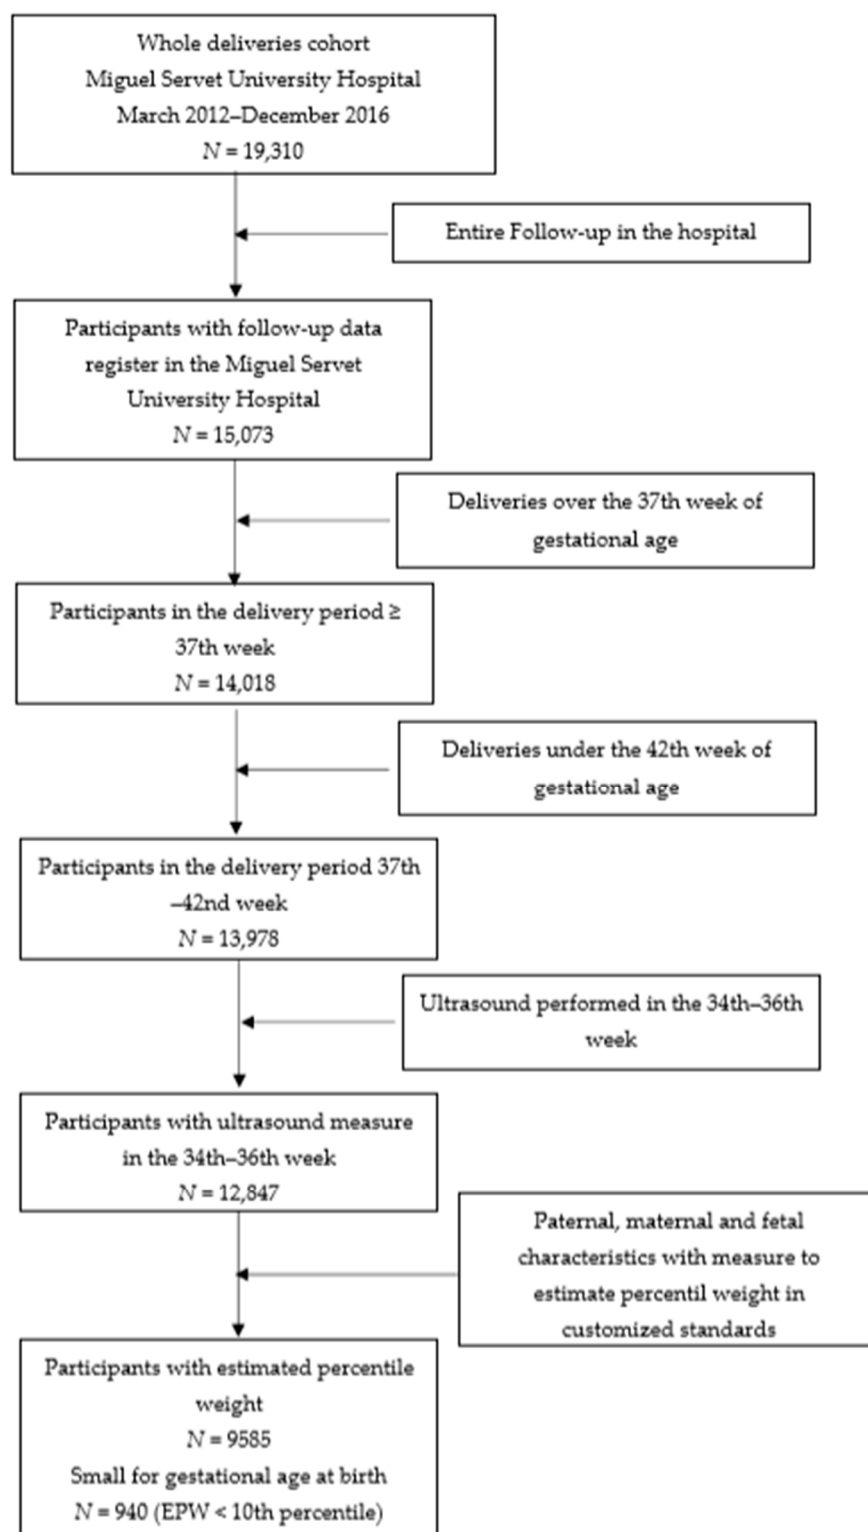 Whole deliveries cohort
Miguel Servet University Hospital
March 2012–December 2016
N = 19,310
Entire Follow-up in the hospital
Participants with follow-up data
register in the Miguel Servet
University Hospital
N = 15,073
Deliveries over the 37th week of
gestational age
Participants in the delivery period ≥
37th week
N = 14,018
Deliveries under the 42th week of
gestational age
Participants in the delivery period 37th
–42nd week
N = 13,978
Ultrasound performed in the 34th–36th
week
Participants with ultrasound measure
in the 34th–36th week
N = 12,847
Paternal, maternal and fetal
characteristics with measure to
estimate percentil weight in
customized standards
Participants with estimated percentile
weight
N = 9585
Small for gestational age at birth
N = 940 (EPW < 10th percentile)